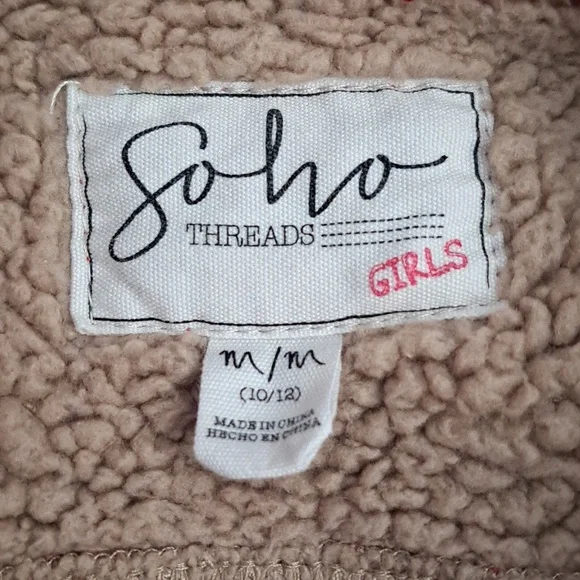 Soho
THREADS
GIRLS
m/m
(10/12)
MADE IN CHINA
HECHO EN CHINA